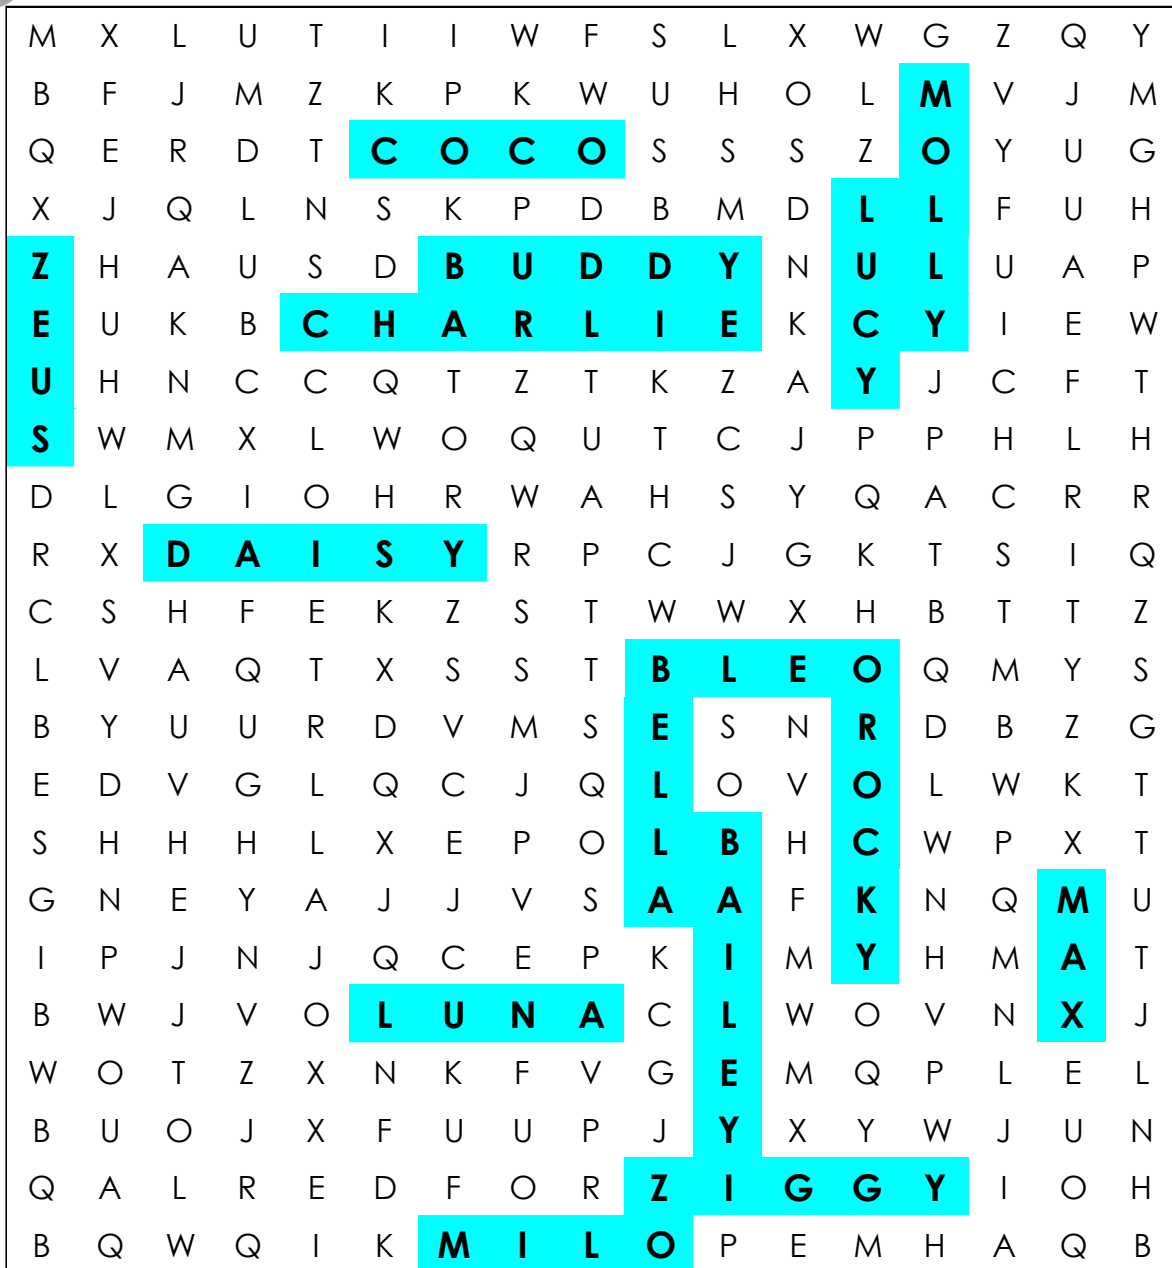 M X L U T I I W F S L X W G Z Q Y
B F J M Z K P K W U H O L M V J M
Q E R D T C O C O S S S Z O Y U G
X J Q L N S K P D B M D L L F U H
Z H A U S D B U D D Y N U L U A P
E U K B C H A R L I E K C Y I E W
U H N C C Q T Z T K Z A Y J C F T
S W M X L W O Q U T C J P P H L H
D L G I O H R W A H S Y Q A C R R
R X D A I S Y R P C J G K T S I Q
C S H F E K Z S T W W X H B T T Z
L V A Q T X S S T B L E O Q M Y S
B Y U U R D V M S E S N R D B Z G
E D V G L Q C J Q L O V O L W K T
S H H H L X E P O L B H C W P X T
G N E Y A J J V S A A F K N Q M U
I P J N J Q C E P K I M Y H M A T
B W J V O L U N A C L W O V N X J
W O T Z X N K F V G E M Q P L E L
B U O J X F U U P J Y X Y W J U N
Q A L R E D F O R Z I G G Y I O H
B Q W Q I K M I L O P E M H A Q B